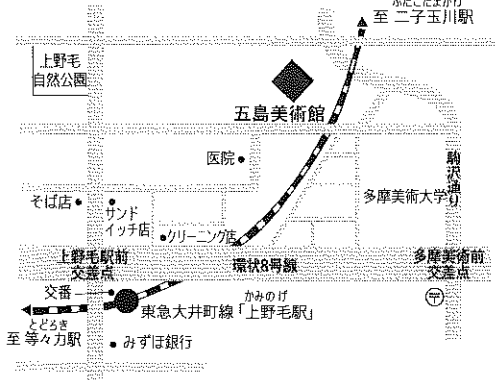 ふたこたまがわ
至 二子玉川駅
上野毛
自然公園
五島美術館
医院
駒沢通り
多摩美術大学
そば店
サンド
イッチ店
クリーニング店
上野毛駅前
交差点
環状8号線
多摩美術前
交差点
交番
かみのげ
東急大井町線「上野毛駅」
とどろき
至 等々力駅
みずほ銀行